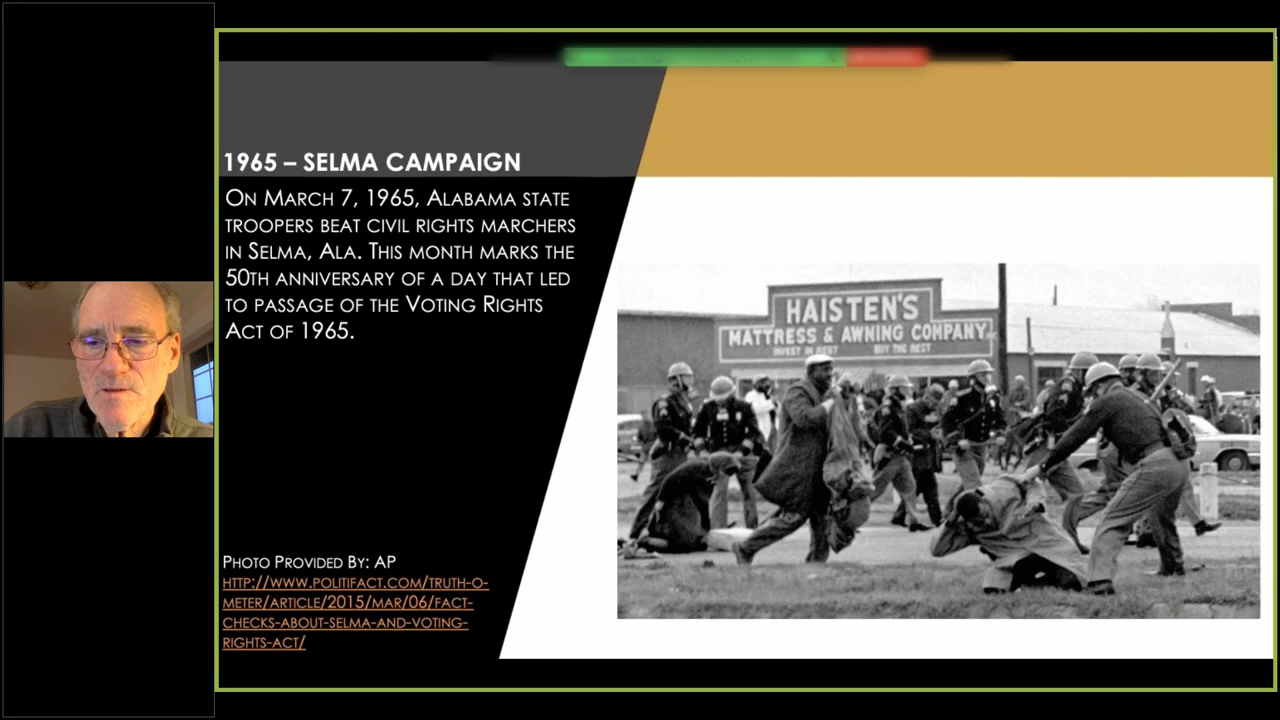 1965 – SELMA CAMPAIGN
ON MARCH 7, 1965, ALABAMA STATE
TROOPERS BEAT CIVIL RIGHTS MARCHERS
IN SELMA, ALA. THIS MONTH MARKS THE
50TH ANNIVERSARY OF A DAY THAT LED
TO PASSAGE OF THE VOTING RIGHTS
ACT OF 1965.
HAISTEN'S
MATTRESS & AWNING COMPANY
INVEST IN REST BUY THE BEST
PHOTO PROVIDED BY: AP
HTTP://WWW.POLITIFACT.COM/TRUTH-O-
METER/ARTICLE/2015/MAR/06/FACT-
CHECKS-ABOUT-SELMA-AND-VOTING-
RIGHTS-ACT/